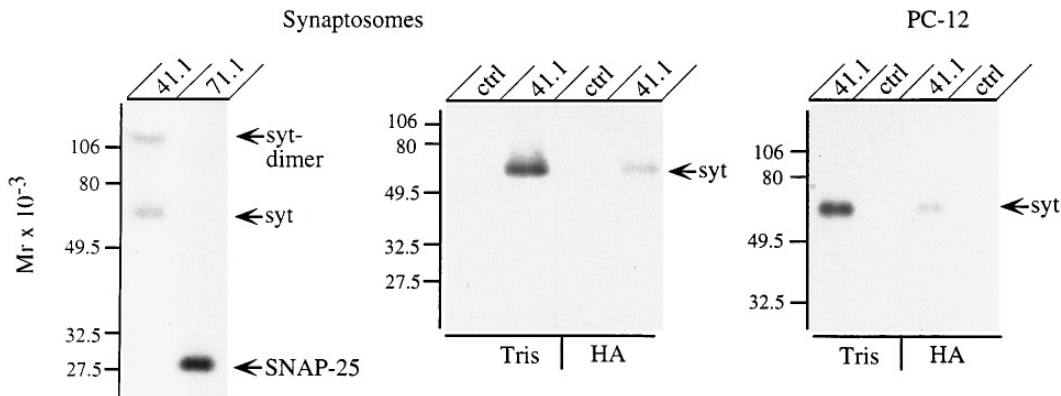 Synaptosomes
PC-12
41.1 71.1
ctrl 41.1 ctrl 41.1
41.1 ctrl 41.1 ctrl
Mr x 10-3
106
80
49.5
32.5
27.5
syt-
dimer
syt
SNAP-25
106
80
49.5
32.5
27.5
syt
Tris HA
106
80
49.5
32.5
syt
Tris HA